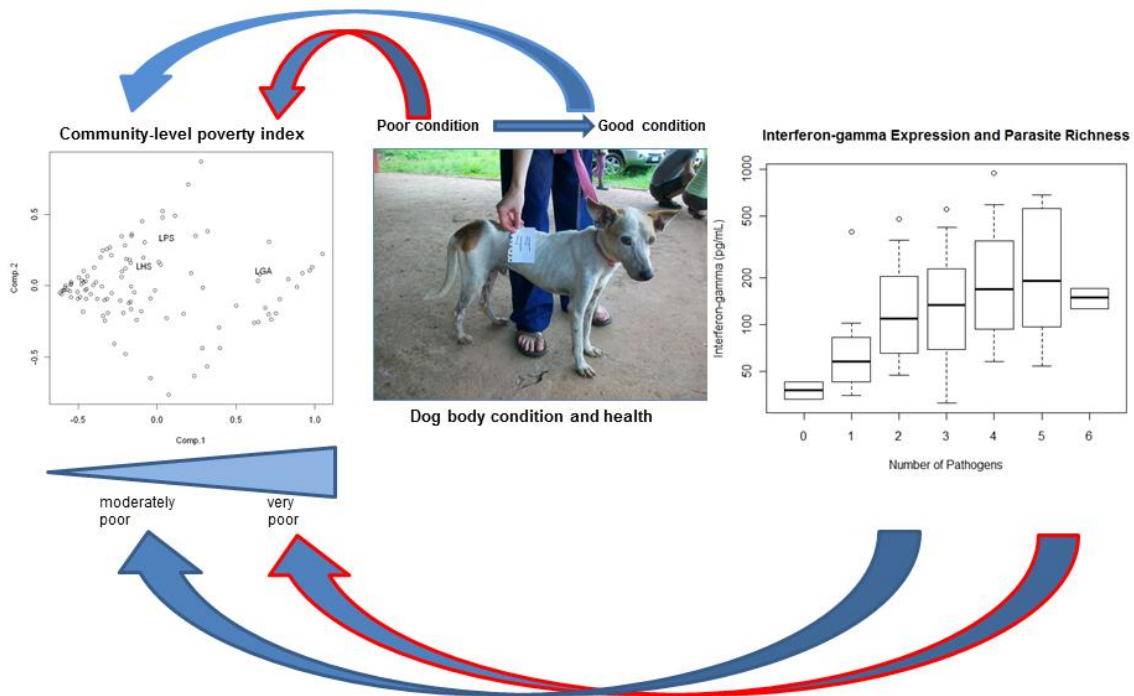 Community-level poverty index
Comp.2
0.5
0.0
-0.5
LPS
LHS
LGA
-0.5
0.0
0.5
1.0
Comp.1
moderately
poor
very
poor
Poor condition
Good condition
Dog body condition and health
Interferon-gamma Expression and Parasite Richness
Interferon-gamma (pg/mL)
1000
500
200
100
50
0
1
2
3
4
5
6
Number of Pathogens